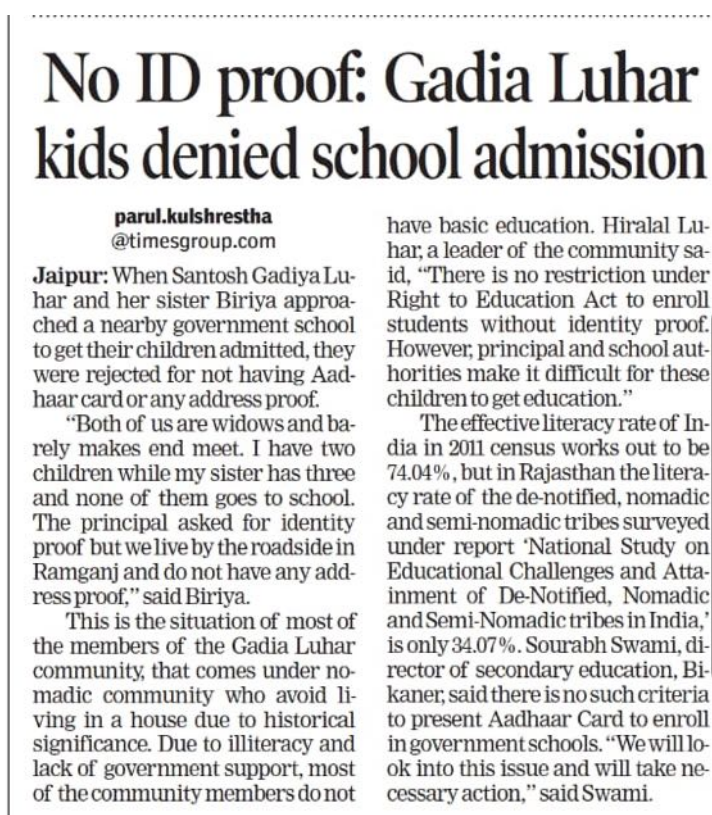 No ID proof: Gadia Luhar
kids denied school admission
parul.kulshrestha
@timesgroup.com
Jaipur: When Santosh Gadiya Lu-
har and her sister Biriya approa-
ched a nearby government school
to get their children admitted, they
were rejected for not having Aad-
haar card or any address proof.
“Both of us are widows and ba-
rely makes end meet. I have two
children while my sister has three
and none of them goes to school.
The principal asked for identity
proof but we live by the roadside in
Ramganj and do not have any add-
ress proof,” said Biriya.
This is the situation of most of
the members of the Gadia Luhar
community, that comes under no-
madic community who avoid li-
ving in a house due to historical
significance. Due to illiteracy and
lack of government support, most
of the community members do not
have basic education. Hiralal Lu-
har, a leader of the community sa-
id, “There is no restriction under
Right to Education Act to enroll
students without identity proof.
However, principal and school aut-
horities make it difficult for these
children to get education.”
The effective literacy rate of In-
dia in 2011 census works out to be
74.04%, but in Rajasthan the litera-
cy rate of the de-notified, nomadic
and semi-nomadic tribes surveyed
under report ‘National Study on
Educational Challenges and Atta-
inment of De-Notified, Nomadic
and Semi-Nomadic tribes in India,’
is only 34.07%. Sourabh Swami, di-
rector of secondary education, Bi-
kaner, said there is no such criteria
to present Aadhaar Card to enroll
in government schools. “We will lo-
ok into this issue and will take ne-
cessary action,” said Swami.